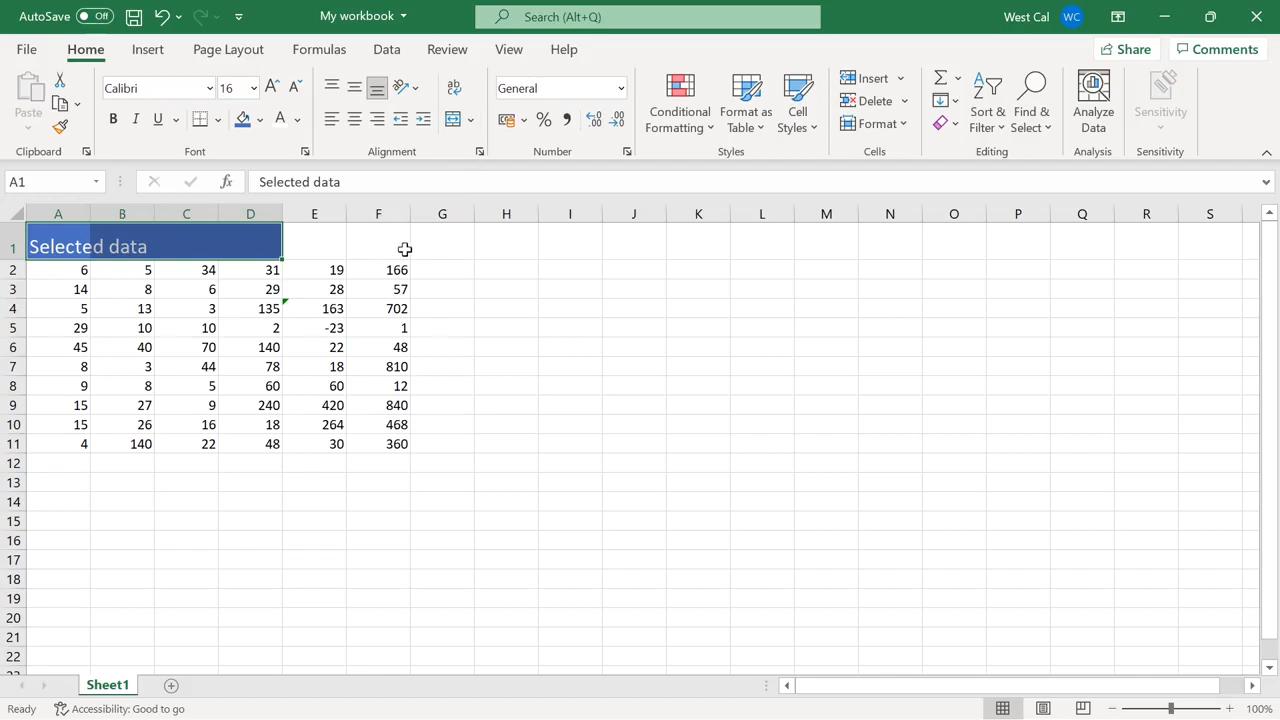 AutoSave Off My workbook Search (Alt+Q) West Cal WC
File Home Insert Page Layout Formulas Data Review View Help Share Comments
Paste
Clipboard
Calibri 16
B I U A
Font
ab
Alignment
General
% 9 .00 .00
Number
Conditional Formatting
Format as Table
Cell Styles
Styles
Insert
Delete
Format
Cells
Sort & Filter
Find & Select
Editing
Analyze Data
Analysis
Sensitivity
Sensitivity
A1 fx Selected data
A B C D E F G H I J K L M N O P Q R S
1 Selected data
2 6 5 34 31 19 166
3 14 8 6 29 28 57
4 5 13 3 135 163 702
5 29 10 10 2 -23 1
6 45 40 70 140 22 48
7 8 3 44 78 18 810
8 9 8 5 60 60 12
9 15 27 9 240 420 840
10 15 26 16 18 264 468
11 4 140 22 48 30 360
12
13
14
15
16
17
18
19
20
21
22
Sheet1
Ready Accessibility: Good to go 100%